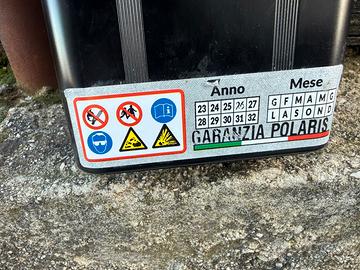 Anno Mese
23 24 25 26 27 G F M A M G
28 29 30 31 32 L A S O N D
GARANZIA POLARIS